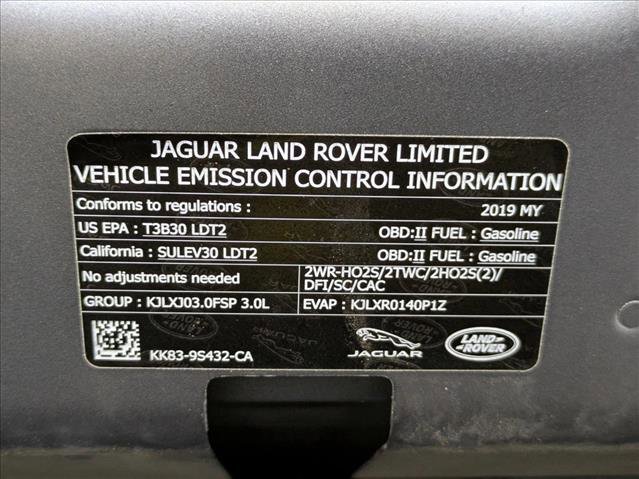 JAGUAR LAND ROVER LIMITED
VEHICLE EMISSION CONTROL INFORMATION
Conforms to regulations : 2019 MY
US EPA : T3B30 LDT2 OBD:II FUEL : Gasoline
California : SULEV30 LDT2 OBD:II FUEL : Gasoline
No adjustments needed
2WR-HO2S/2TWC/2HO2S(2)/
DFI/SC/CAC
GROUP : KJLXJ03.0FSP 3.0L EVAP : KJLXR0140P1Z
KK83-9S432-CA
JAGUAR
LAND
ROVER